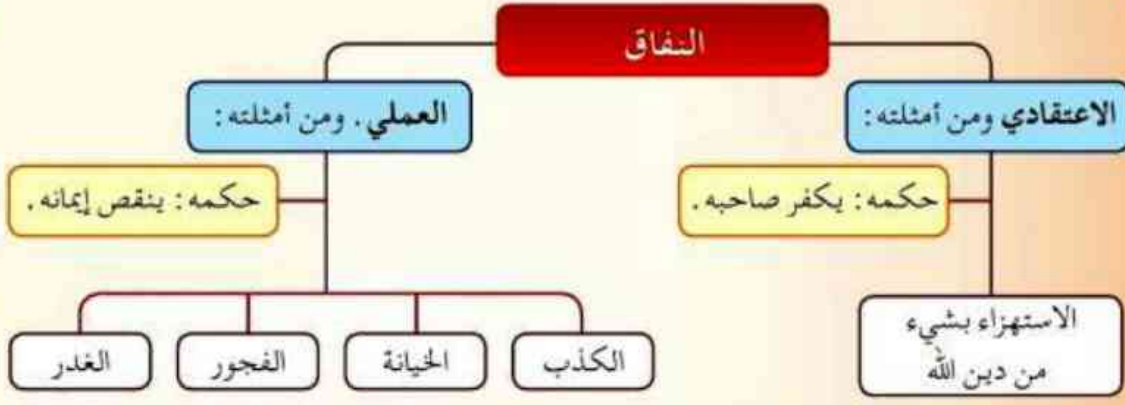 النفاق
الاعتقادي ومن أمثلته:
العملي. ومن أمثلته:
حكمه: يكفر صاحبه.
حكمه: ينقص إيمانه.
الاستهزاء بشيء
من دين الله
الكذب
الخيانة
الفجور
الغدر